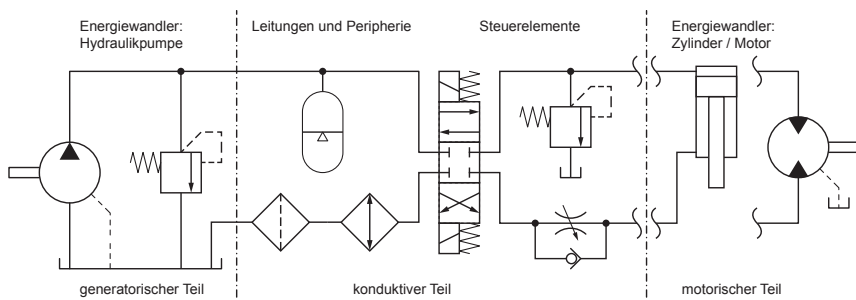 Energiewandler:
Hydraulikpumpe
Leitungen und Peripherie
Steuerelemente
Energiewandler:
Zylinder / Motor
generatorischer Teil
konduktiver Teil
motorischer Teil